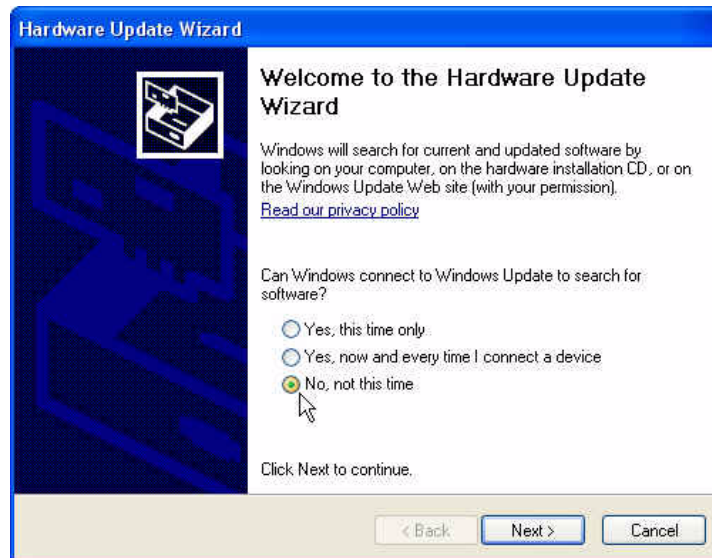 Hardware Update Wizard
Welcome to the Hardware Update
Wizard
Windows will search for current and updated software by
looking on your computer, on the hardware installation CD, or on
the Windows Update Web site (with your permission).
Read our privacy policy
Can Windows connect to Windows Update to search for
software?
Yes, this time only
Yes, now and every time I connect a device
No, not this time
Click Next to continue.
< Back
Next >
Cancel